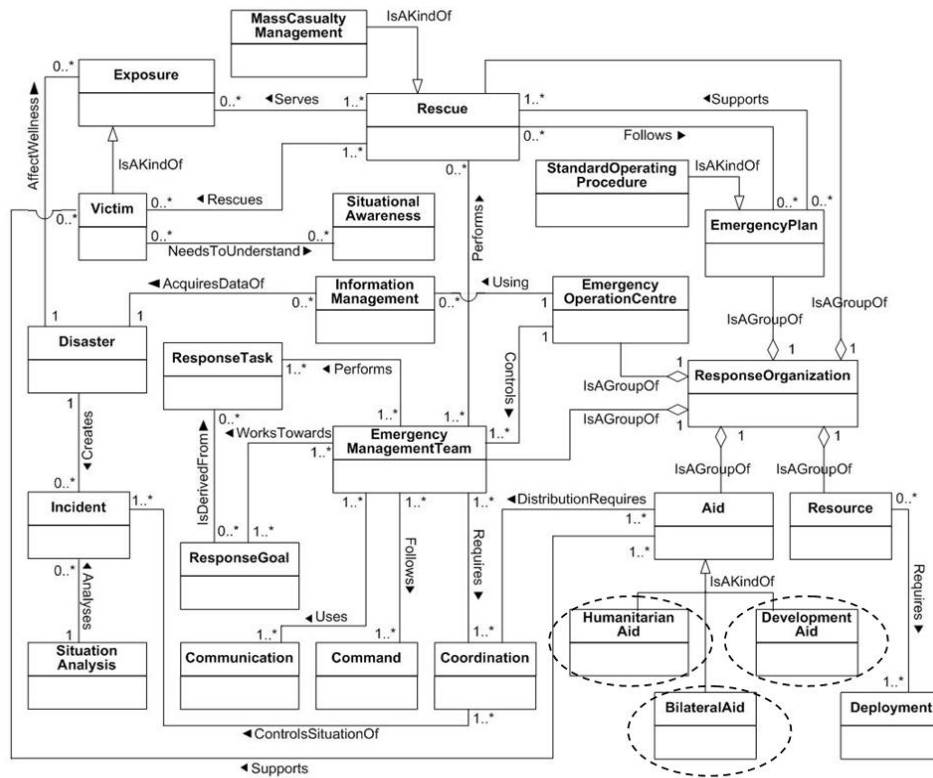 MassCasualty
Management
IsAKindOf
0..*
Exposure
0..*
◄Serves
1..*
Rescue
1..*
◄Supports
0..*
Follows ►
AffectWellness►
IsAKindOf
1..*
0..*
StandardOperating
Procedure
IsAKindOf
Victim
0..*
0..*
◄Rescues
Situational
Awareness
0..*
0..*
0..*
NeedsToUnderstand ►
Performs►
0..*
0..*
EmergencyPlan
◄AcquiresDataOf
Information
Management
0..*
◄Using
0..*
Emergency
OperationCentre
1
1
1
IsAGroupOf
IsAGroupOf
1
Disaster
1
ResponseTask
1..*
◄ Performs
1..*
Controls►
1
1
1
ResponseOrganization
IsAGroupOf
IsAGroupOf
1
1
1
◄Creates
0..*
◄WorksTowards
1..*
1..*
Emergency
ManagementTeam
1..*
1..*
IsDerivedFrom►
IsAGroupOf
IsAGroupOf
0..*
Incident
1..*
1..*
1..*
1..*
◄DistributionRequires
1..*
Aid
1..*
Resource
0..*
0..*
1..*
ResponseGoal
Follows►
Requires►
0..*
◄Analyses
1
IsAKindOf
Requires►
Situation
Analysis
◄ Uses
1..*
Communication
1..*
Command
1..*
1..*
Coordination
1..*
Humanitarian
Aid
Development
Aid
BilateralAid
1..*
Deployment
◄ControlsSituationOf
◄ Supports